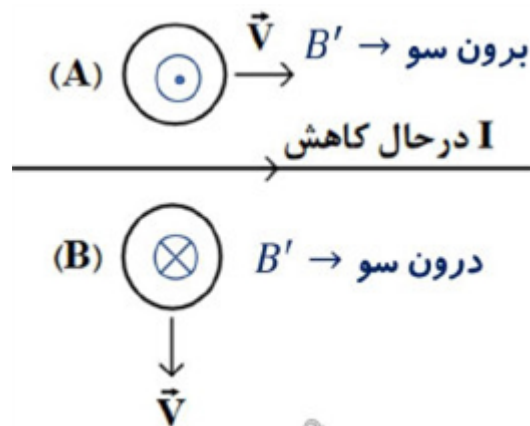 (A) V⃗ B′ → برون سو
I درحال کاهش
(B) B′ → درون سو
V⃗